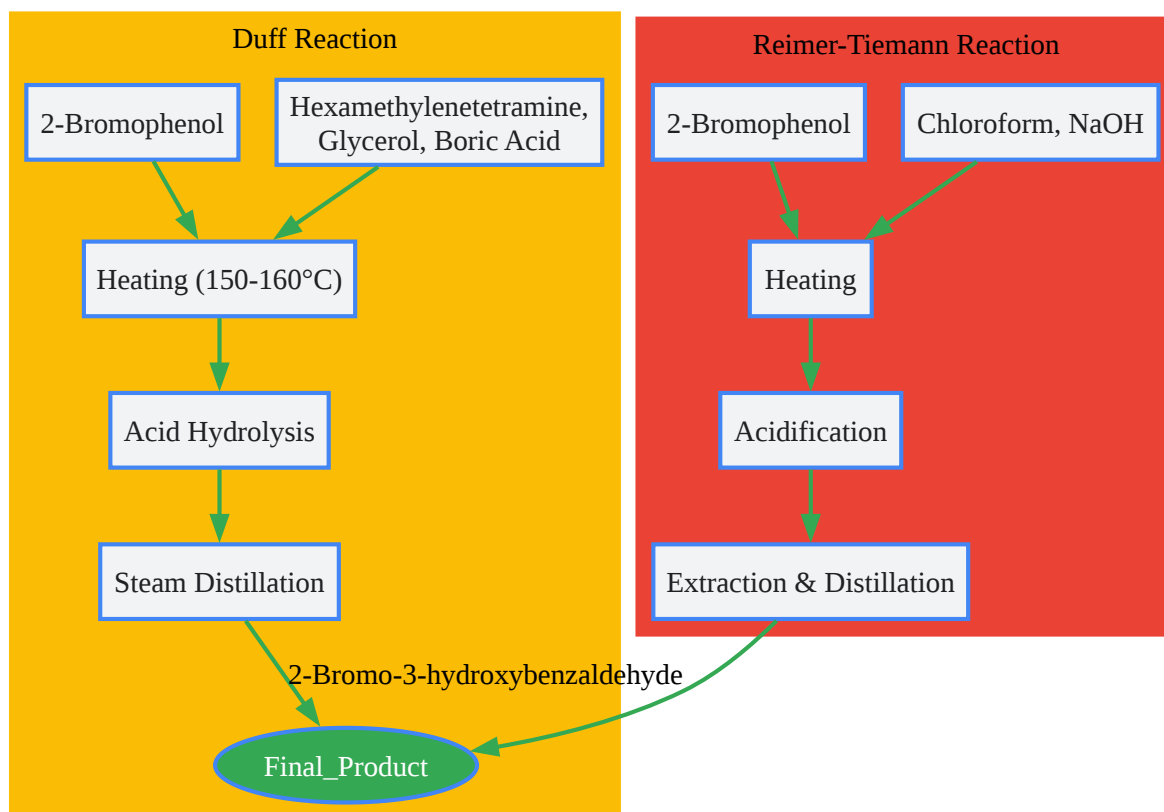 Duff Reaction
2-Bromophenol
Hexamethylenetetramine,
Glycerol, Boric Acid
Heating (150-160°C)
Acid Hydrolysis
Steam Distillation
Reimer-Tiemann Reaction
2-Bromophenol
Chloroform, NaOH
Heating
Acidification
Extraction & Distillation
2-Bromo-3-hydroxybenzaldehyde
Final_Product